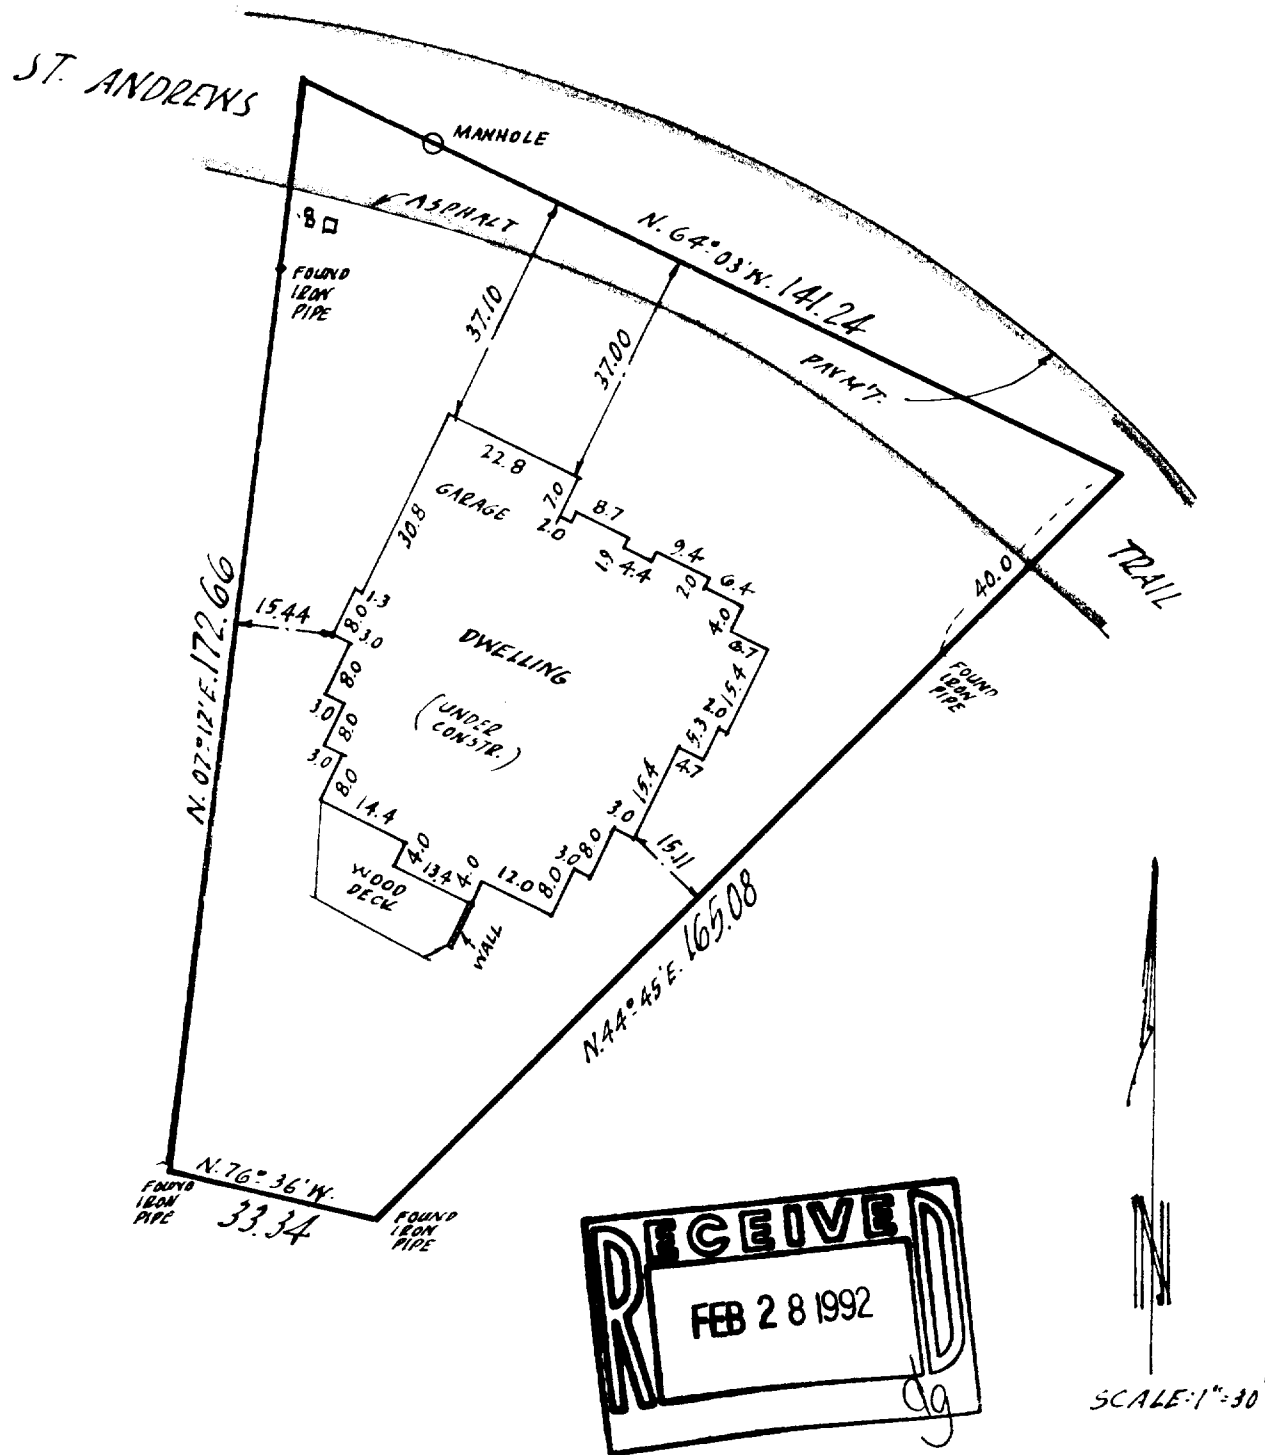 ST. ANDREWS
MANHOLE
ASPHALT
N. 64° 03' W. 141.24
8
FOUND
IRON
PIPE
37.10
37.00
PAVM'T.
TRAIL
22.8
GARAGE
7.0
2.0
8.7
1.9
4.4
9.4
2.0
6.4
4.0
6.7
15.4
2.0
5.3
4.7
15.4
3.0
8.0
3.0
8.0
12.0
4.0
13.4
4.0
14.4
30.8
1.3
8.0
3.0
8.0
3.0
8.0
3.0
8.0
15.44
DWELLING
(UNDER
CONSTR.)
40.0
FOUND
IRON
PIPE
N. 07° 12' E. 172.66
15.11
WOOD
DECK
WALL
N. 44° 45' E. 165.08
N. 76° 36' W.
33.34
FOUND
IRON
PIPE
FOUND
IRON
PIPE
RECEIVED
FEB 28 1992
dg
N
SCALE: 1" = 30'